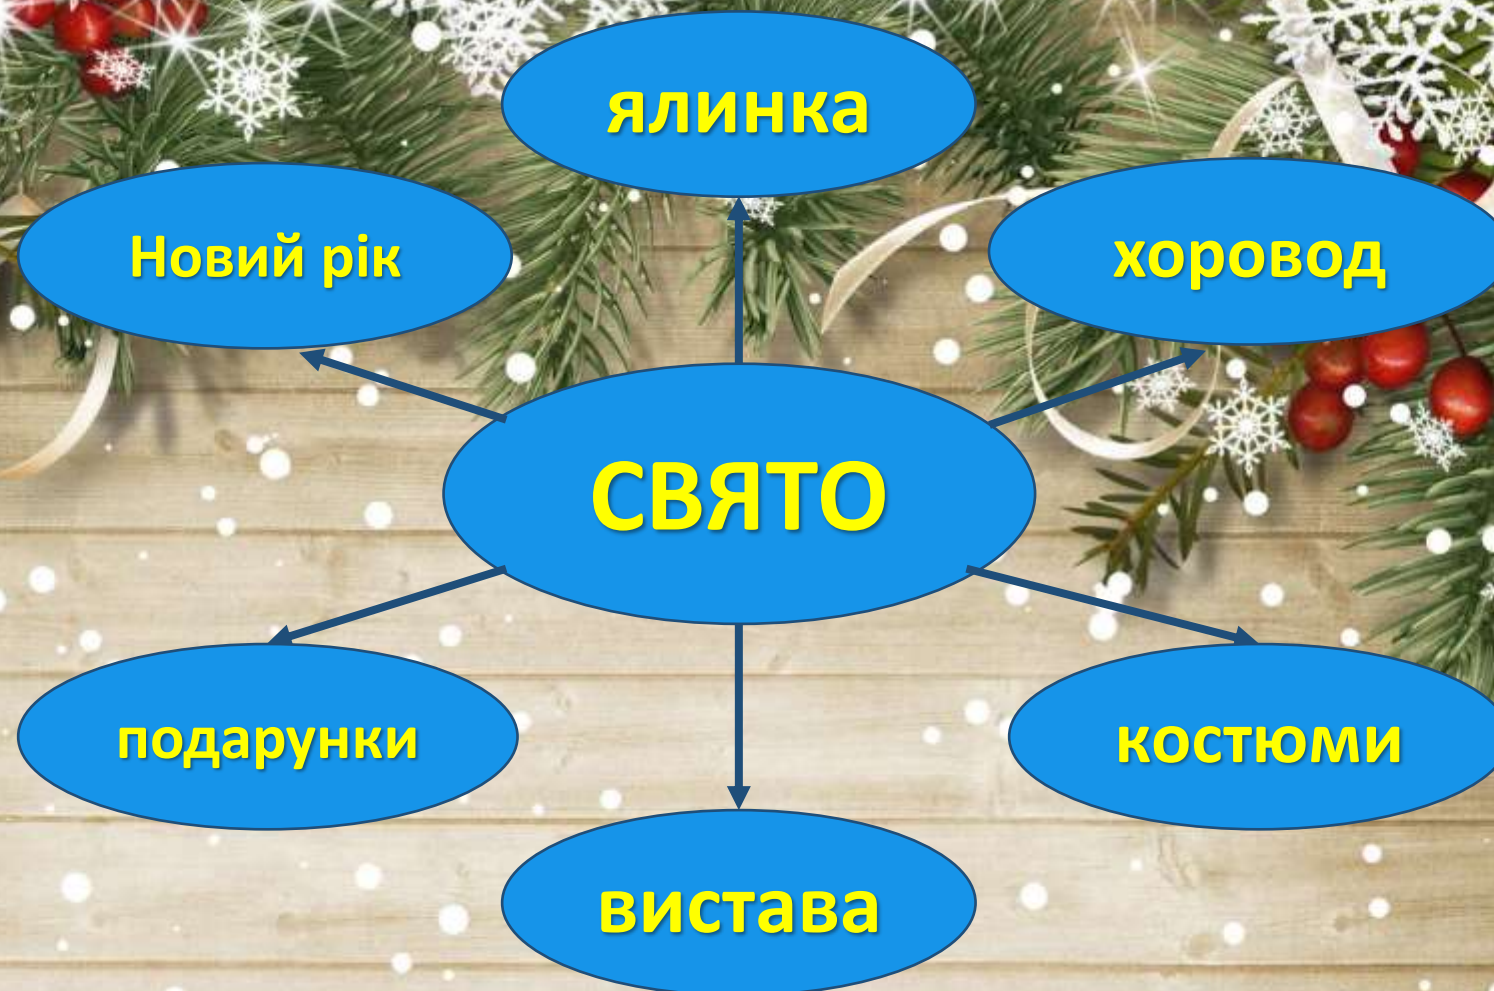 ялинка
Новий рік
хоровод
СВЯТО
подарунки
костюми
вистава